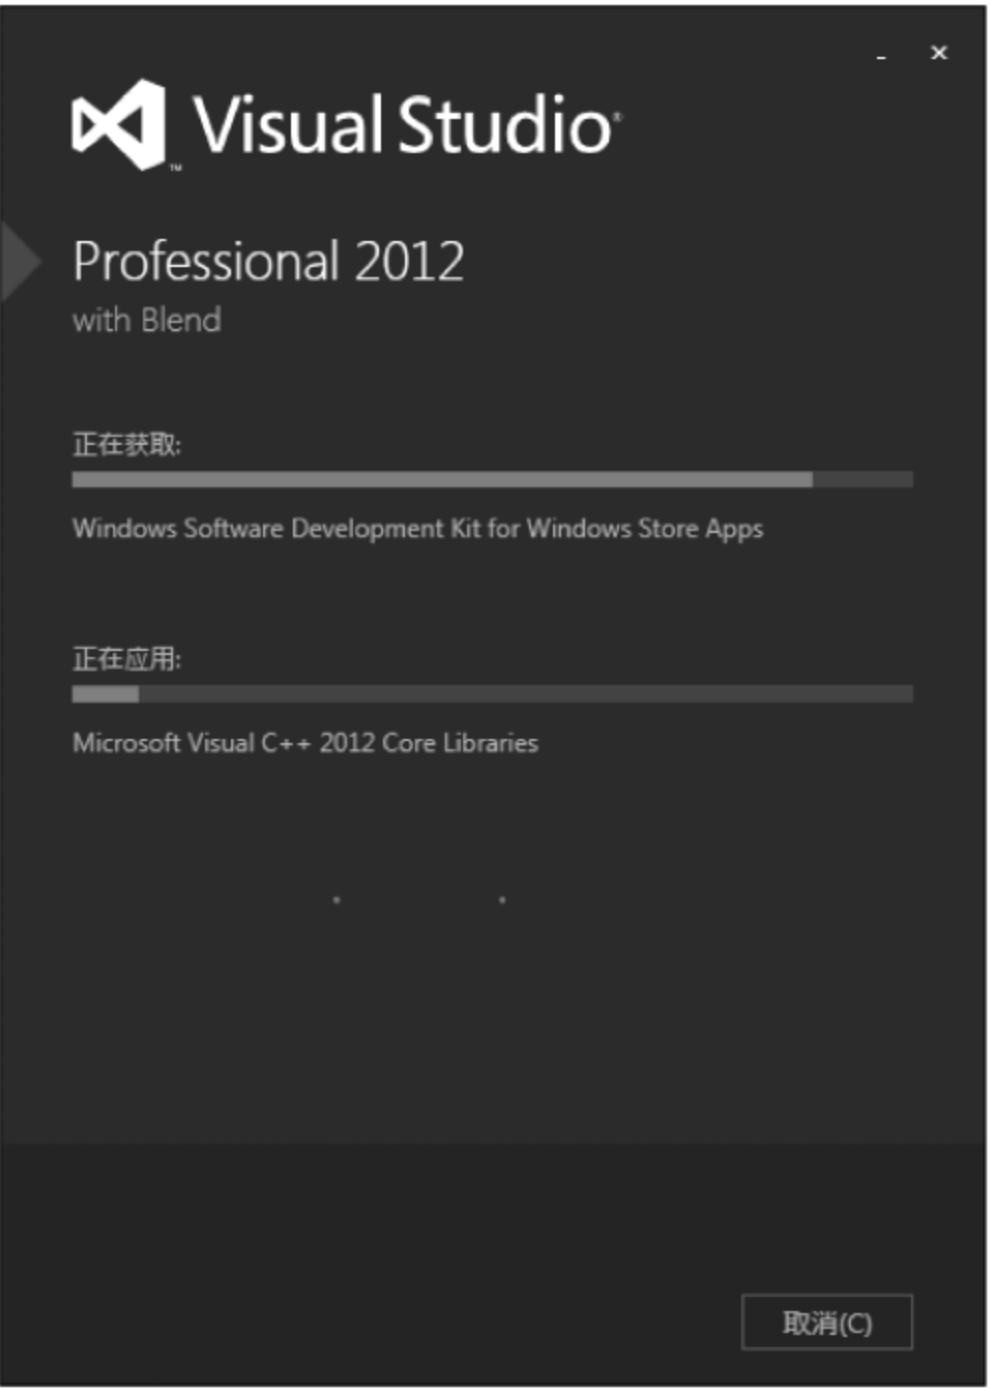 Visual Studio®
™
Professional 2012
with Blend
正在获取:
Windows Software Development Kit for Windows Store Apps
正在应用:
Microsoft Visual C++ 2012 Core Libraries
取消(C)